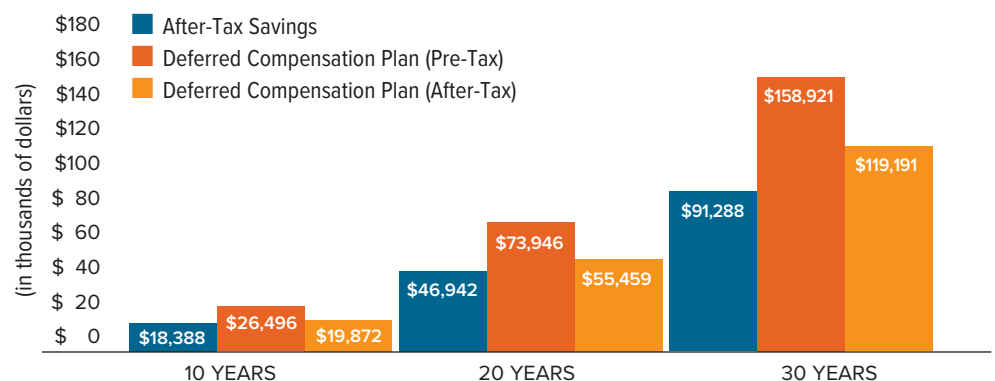 (in thousands of dollars)
$180
$160
$140
$120
$100
$ 80
$ 60
$ 40
$ 20
$ 0
After-Tax Savings
Deferred Compensation Plan (Pre-Tax)
Deferred Compensation Plan (After-Tax)
$18,388
$26,496
$19,872
$46,942
$73,946
$55,459
$91,288
$158,921
$119,191
10 YEARS
20 YEARS
30 YEARS